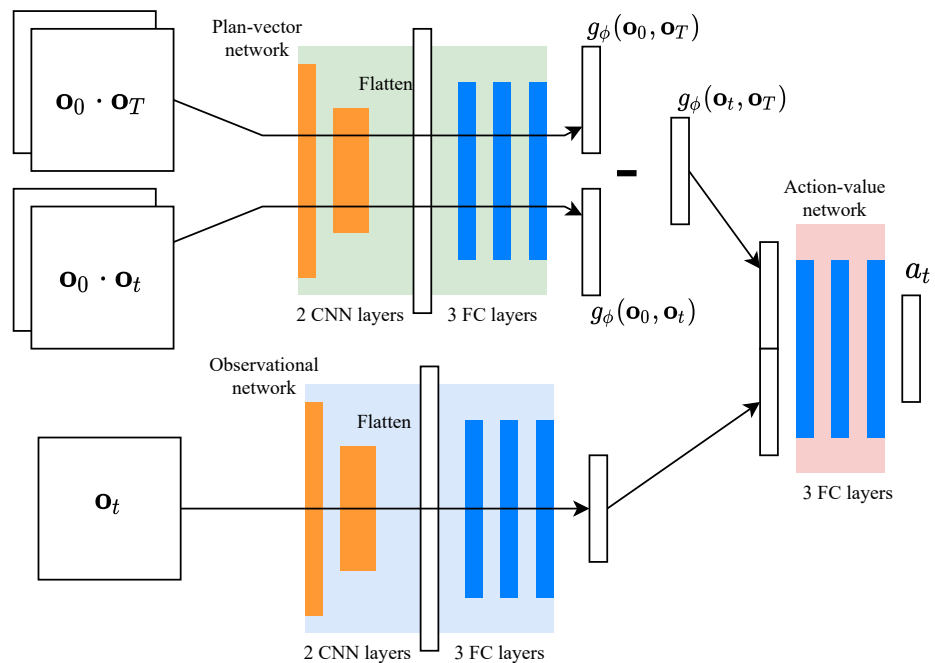 Plan-vector
network
Flatten
g_ϕ(𝐨_0, 𝐨_T)
𝐨_0 · 𝐨_T
g_ϕ(𝐨_t, 𝐨_T)
-
Action-value
network
𝐨_0 · 𝐨_t
a_t
2 CNN layers
3 FC layers
g_ϕ(𝐨_0, 𝐨_t)
Observational
network
Flatten
𝐨_t
3 FC layers
2 CNN layers
3 FC layers